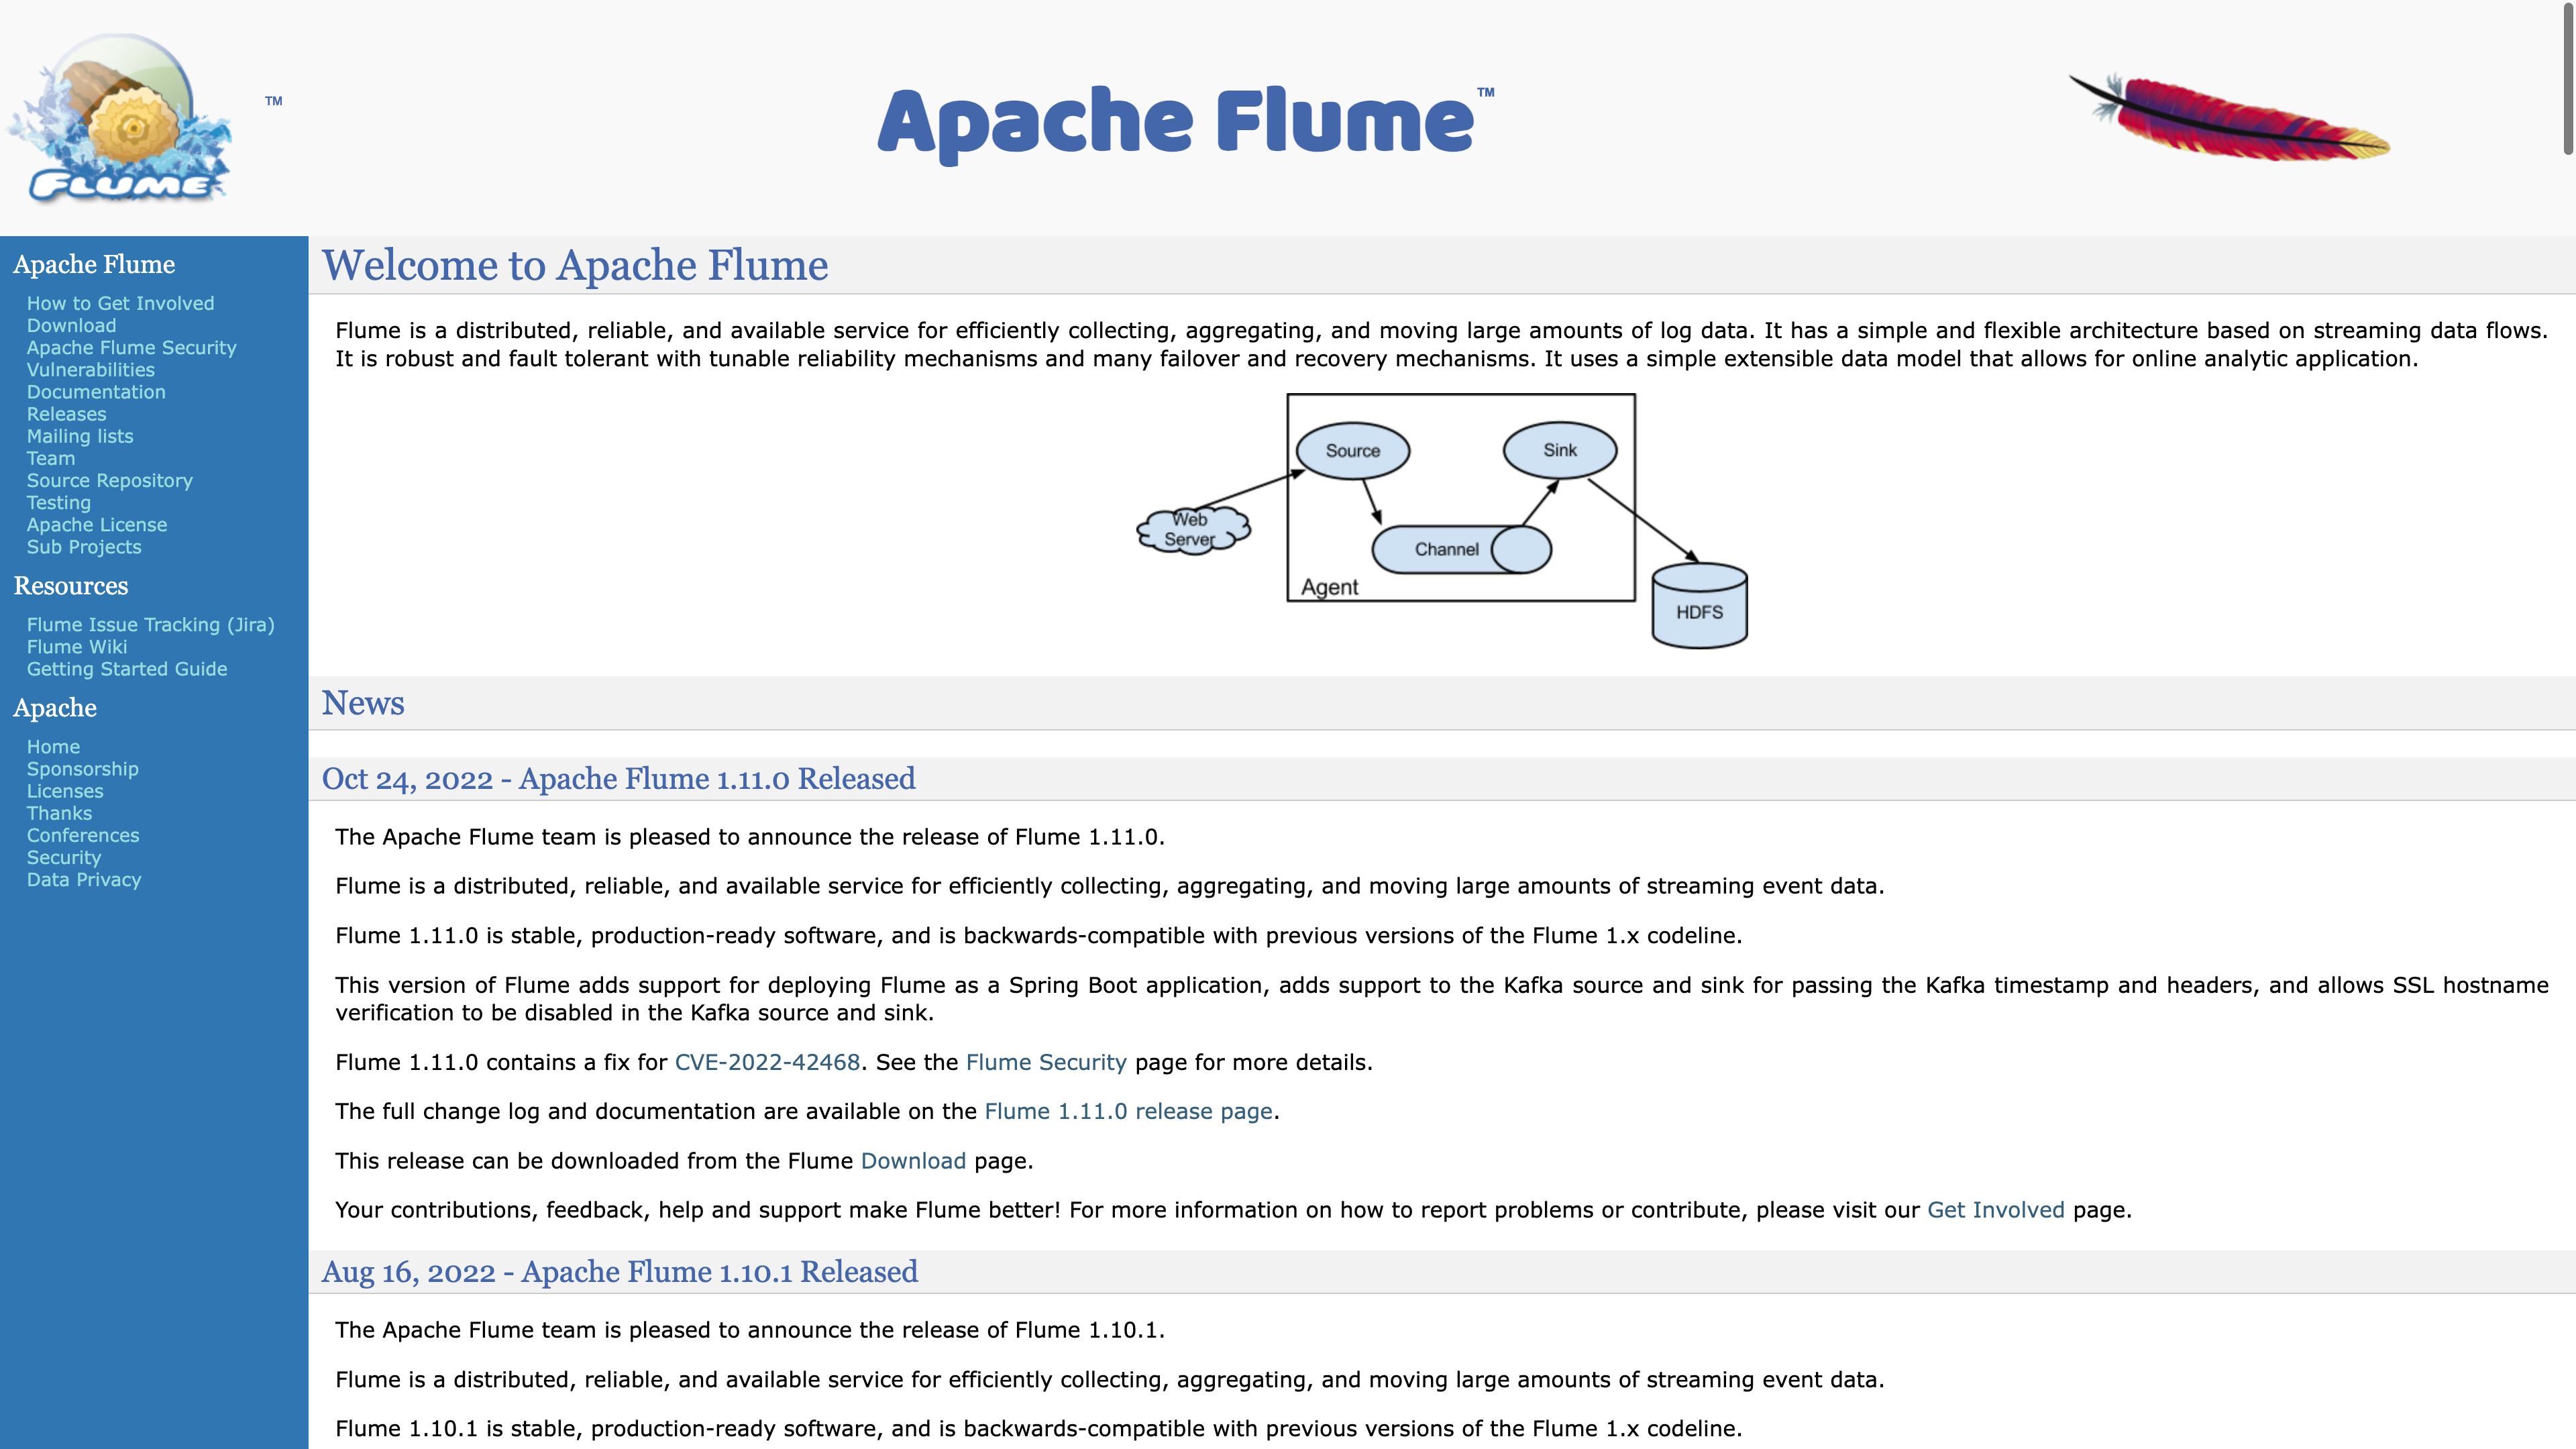 FLUME
TM
Apache Flume™
Apache Flume
How to Get Involved
Download
Apache Flume Security
Vulnerabilities
Documentation
Releases
Mailing lists
Team
Source Repository
Testing
Apache License
Sub Projects
Resources
Flume Issue Tracking (Jira)
Flume Wiki
Getting Started Guide
Apache
Home
Sponsorship
Licenses
Thanks
Conferences
Security
Data Privacy
Welcome to Apache Flume
Flume is a distributed, reliable, and available service for efficiently collecting, aggregating, and moving large amounts of log data. It has a simple and flexible architecture based on streaming data flows.
It is robust and fault tolerant with tunable reliability mechanisms and many failover and recovery mechanisms. It uses a simple extensible data model that allows for online analytic application.
Source
Sink
Web
Server
Channel
Agent
HDFS
News
Oct 24, 2022 - Apache Flume 1.11.0 Released
The Apache Flume team is pleased to announce the release of Flume 1.11.0.
Flume is a distributed, reliable, and available service for efficiently collecting, aggregating, and moving large amounts of streaming event data.
Flume 1.11.0 is stable, production-ready software, and is backwards-compatible with previous versions of the Flume 1.x codeline.
This version of Flume adds support for deploying Flume as a Spring Boot application, adds support to the Kafka source and sink for passing the Kafka timestamp and headers, and allows SSL hostname
verification to be disabled in the Kafka source and sink.
Flume 1.11.0 contains a fix for CVE-2022-42468. See the Flume Security page for more details.
The full change log and documentation are available on the Flume 1.11.0 release page.
This release can be downloaded from the Flume Download page.
Your contributions, feedback, help and support make Flume better! For more information on how to report problems or contribute, please visit our Get Involved page.
Aug 16, 2022 - Apache Flume 1.10.1 Released
The Apache Flume team is pleased to announce the release of Flume 1.10.1.
Flume is a distributed, reliable, and available service for efficiently collecting, aggregating, and moving large amounts of streaming event data.
Flume 1.10.1 is stable, production-ready software, and is backwards-compatible with previous versions of the Flume 1.x codeline.